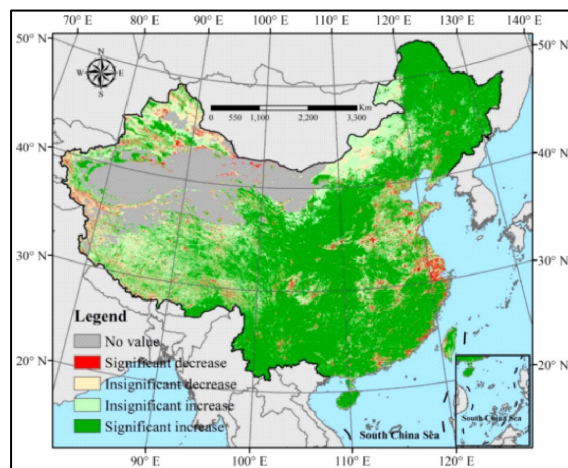 70° E 80° E 90° E 100° E 110° E 120° E 130° E 140° E
50° N 50° N
N
W E
S
Km
0 550 1,100 2,200 3,300
40° N 40° N
30° N 30° N
20° N 20° N
Legend
No value
Significant decrease
Insignificant decrease
Insignificant increase
Significant increase
South China Sea
South China Sea
90° E 100° E 110° E 120° E